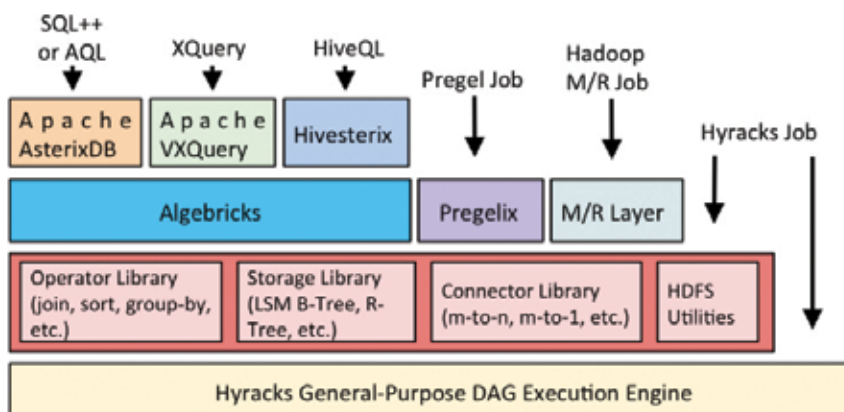 SQL++
or AQL
XQuery
HiveQL
Pregel Job
Hadoop
M/R Job
Hyracks Job
A p a c h e
AsterixDB
A p a c h e
VXQuery
Hivesterix
Algebricks
Pregelix
M/R Layer
Operator Library
(join, sort, group-by,
etc.)
Storage Library
(LSM B-Tree, R-
Tree, etc.)
Connector Library
(m-to-n, m-to-1, etc.)
HDFS
Utilities
Hyracks General-Purpose DAG Execution Engine